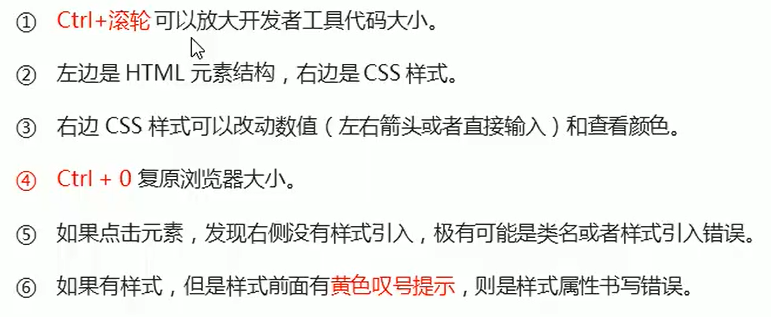 ① Ctrl+滚轮 可以放大开发者工具代码大小。
② 左边是 HTML 元素结构，右边是 CSS 样式。
③ 右边 CSS 样式可以改动数值（左右箭头或者直接输入）和查看颜色。
④ Ctrl + 0 复原浏览器大小。
⑤ 如果点击元素，发现右侧没有样式引入，极有可能是类名或者样式引入错误。
⑥ 如果有样式，但是样式前面有黄色叹号提示，则是样式属性书写错误。